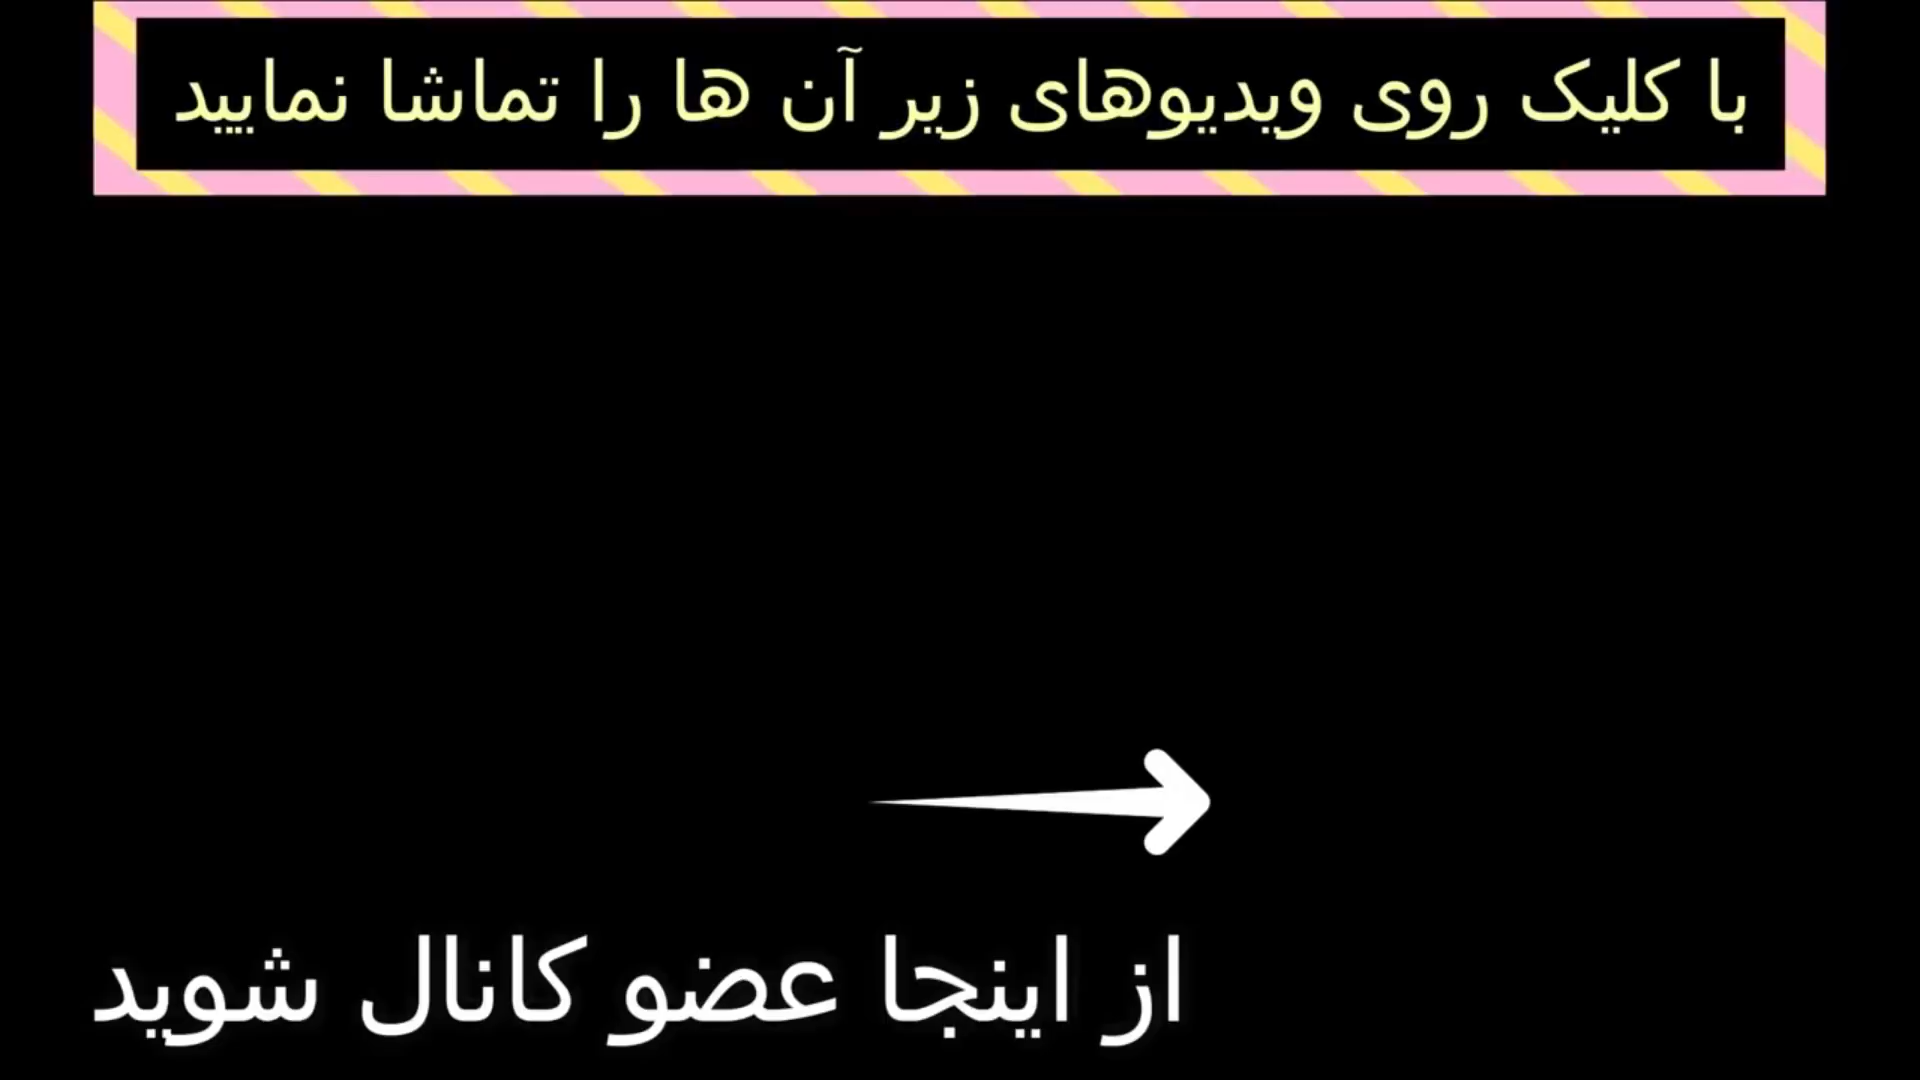 با کلیک روی ویدیوهای زیر آن ها را تماشا نمایید
از اینجا عضو کانال شوید